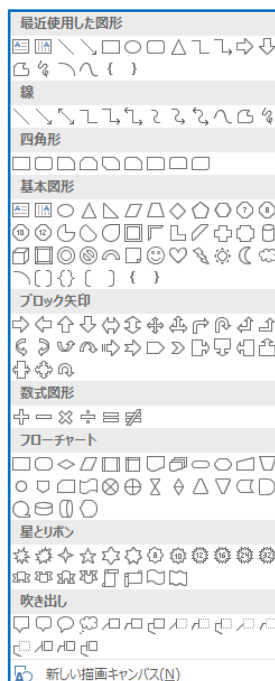 最近使用した図形
線
四角形
基本図形
ブロック矢印
数式図形
フローチャート
星とリボン
吹き出し
新しい描画キャンバス(N)